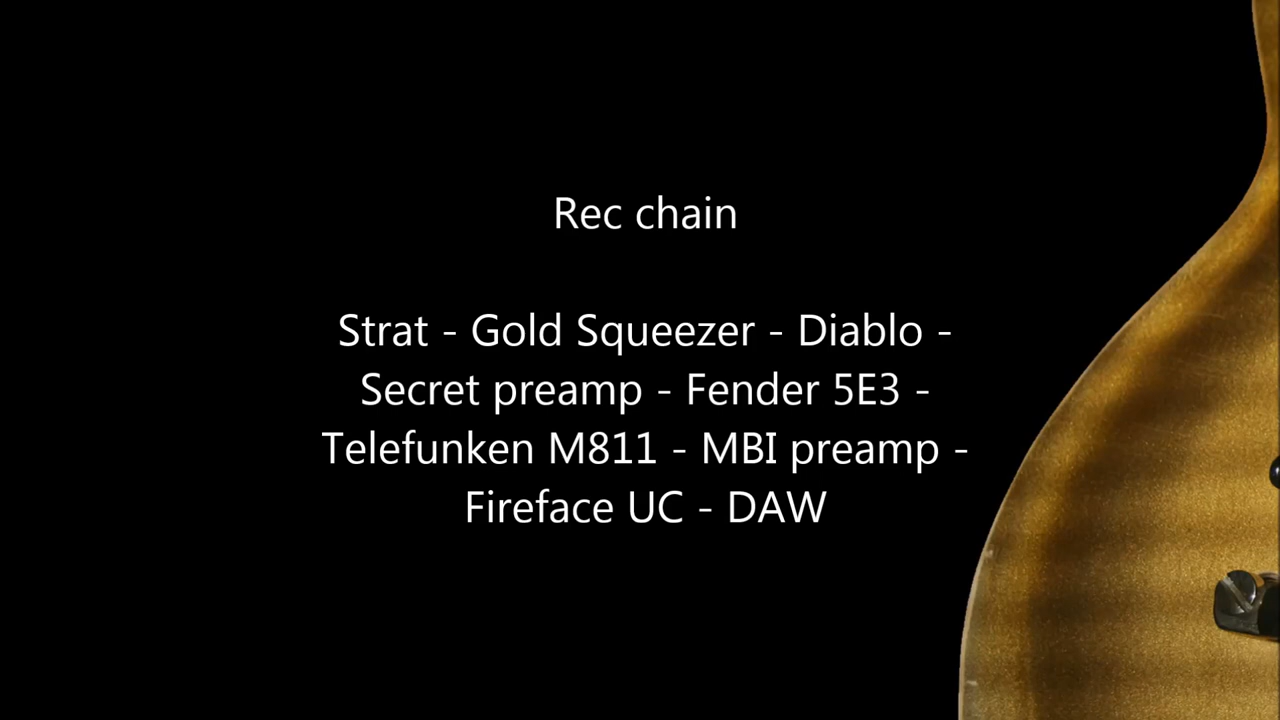 Rec chain
Strat - Gold Squeezer - Diablo -
Secret preamp - Fender 5E3 -
Telefunken M811 - MBI preamp -
Fireface UC - DAW